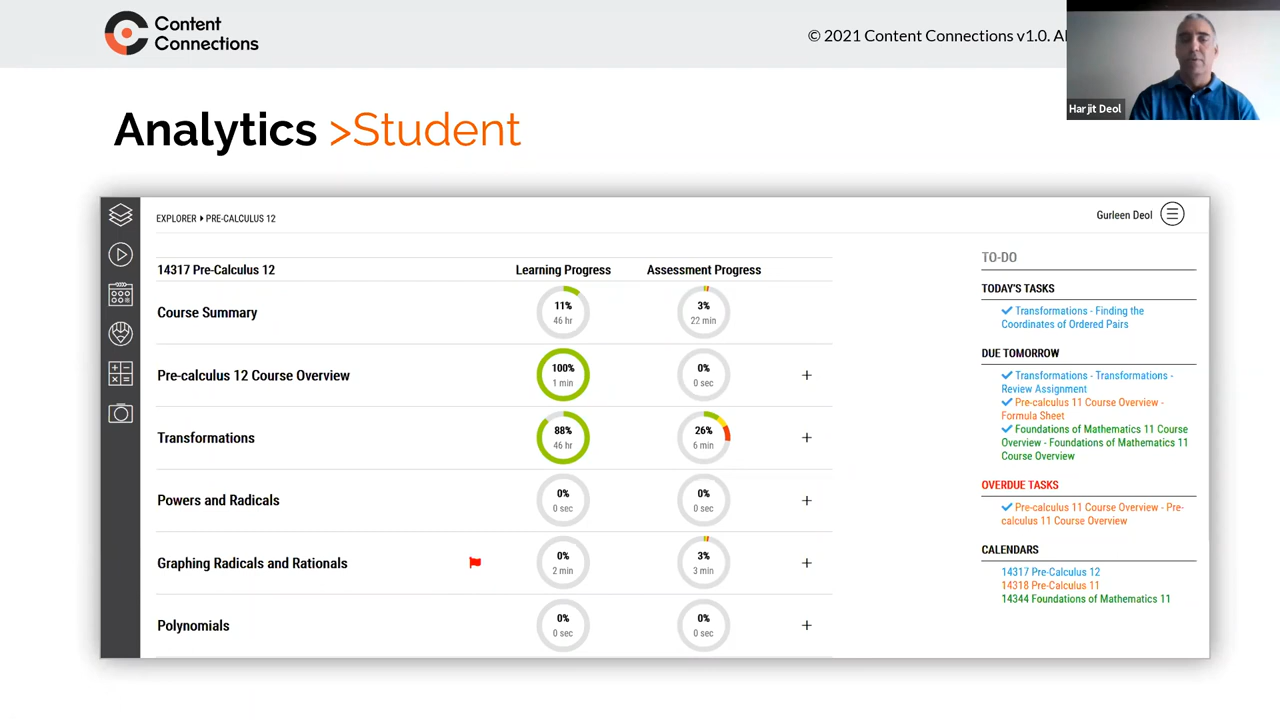 Content
Connections
© 2021 Content Connections v1.0.
Harjit Deol
Analytics >Student
EXPLORER ▸ PRE-CALCULUS 12
Gurleen Deol
14317 Pre-Calculus 12
Learning Progress
Assessment Progress
Course Summary
11%
46 hr
3%
22 min
Pre-calculus 12 Course Overview
100%
1 min
0%
0 sec
+
Transformations
88%
46 hr
26%
6 min
+
Powers and Radicals
0%
0 sec
0%
0 sec
+
Graphing Radicals and Rationals
0%
2 min
3%
3 min
+
Polynomials
0%
0 sec
0%
0 sec
+
TO-DO
TODAY'S TASKS
Transformations - Finding the
Coordinates of Ordered Pairs
DUE TOMORROW
Transformations - Transformations -
Review Assignment
Pre-calculus 11 Course Overview -
Formula Sheet
Foundations of Mathematics 11 Course
Overview - Foundations of Mathematics 11
Course Overview
OVERDUE TASKS
Pre-calculus 11 Course Overview - Pre-
calculus 11 Course Overview
CALENDARS
14317 Pre-Calculus 12
14318 Pre-Calculus 11
14344 Foundations of Mathematics 11